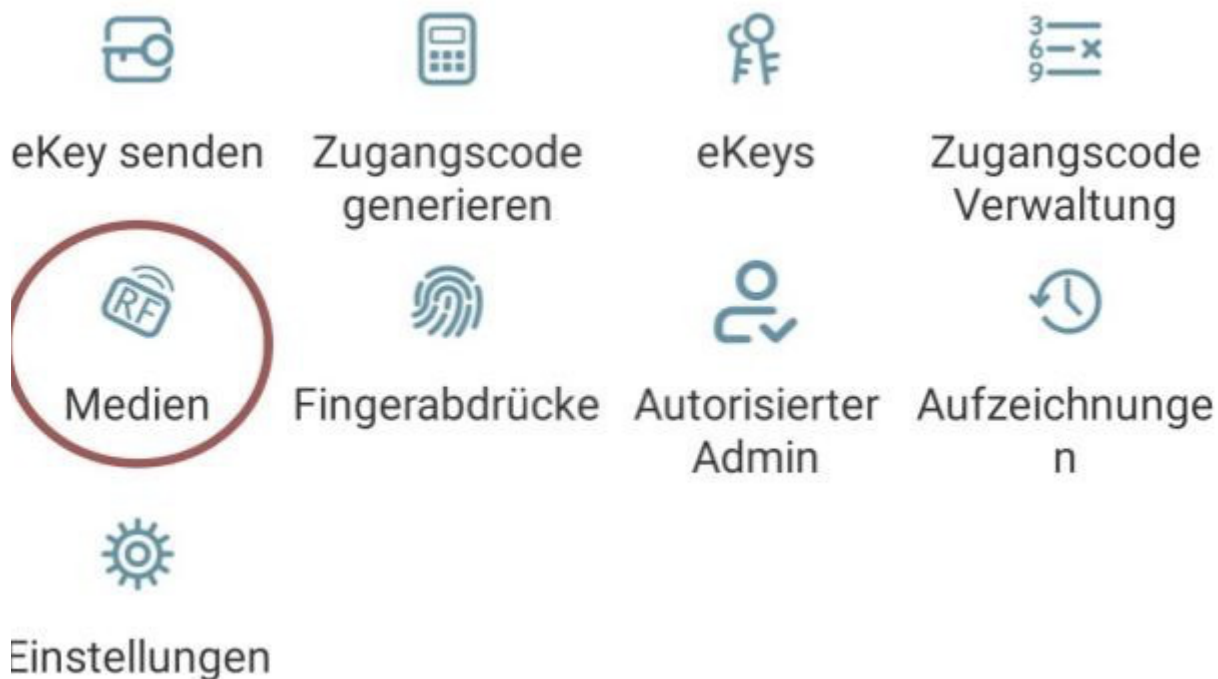 3
6
9
eKey senden
Zugangscode
generieren
eKeys
Zugangscode
Verwaltung
RF
Medien
Fingerabdrücke
Autorisierter
Admin
Aufzeichnunge
n
Einstellungen